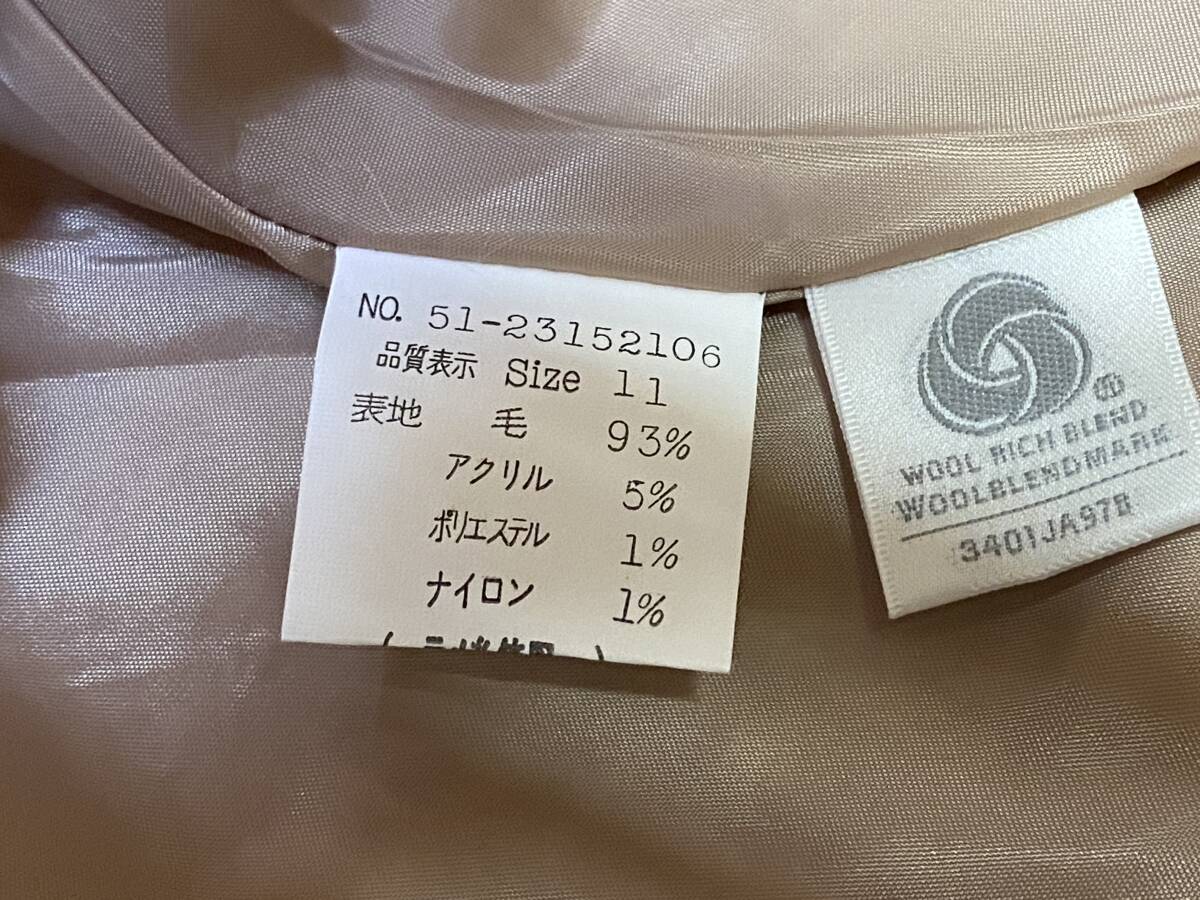 NO. 51-23152106
品質表示 Size 11
表地 毛 93%
アクリル 5%
ポリエステル 1%
ナイロン 1%
WOOL RICH BLEND
WOOLBLENDMARK
3401JA97B